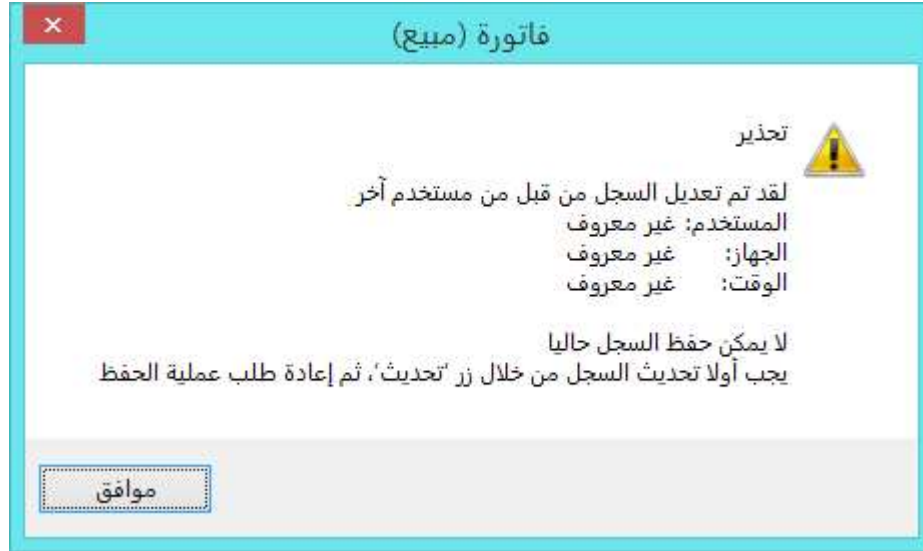 فاتورة (مبيع)
تحذير
لقد تم تعديل السجل من قبل من مستخدم آخر
المستخدم: غير معروف
الجهاز: غير معروف
الوقت: غير معروف
لا يمكن حفظ السجل حاليا
يجب أولا تحديث السجل من خلال زر 'تحديث'، ثم إعادة طلب عملية الحفظ
موافق